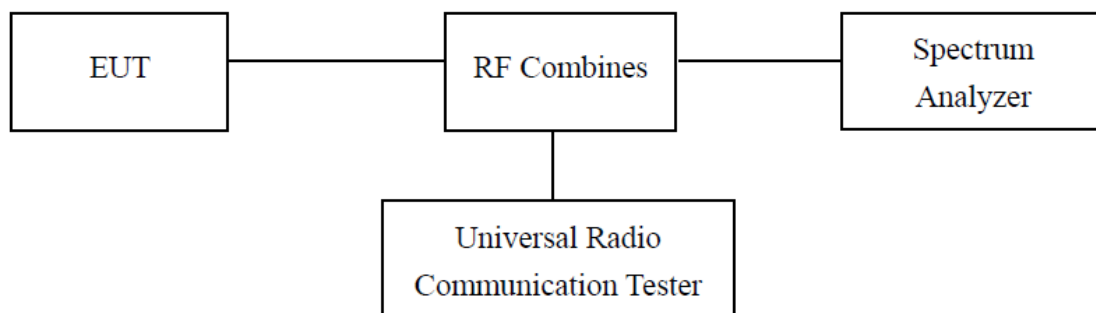 EUT
RF Combines
Spectrum
Analyzer
Universal Radio
Communication Tester